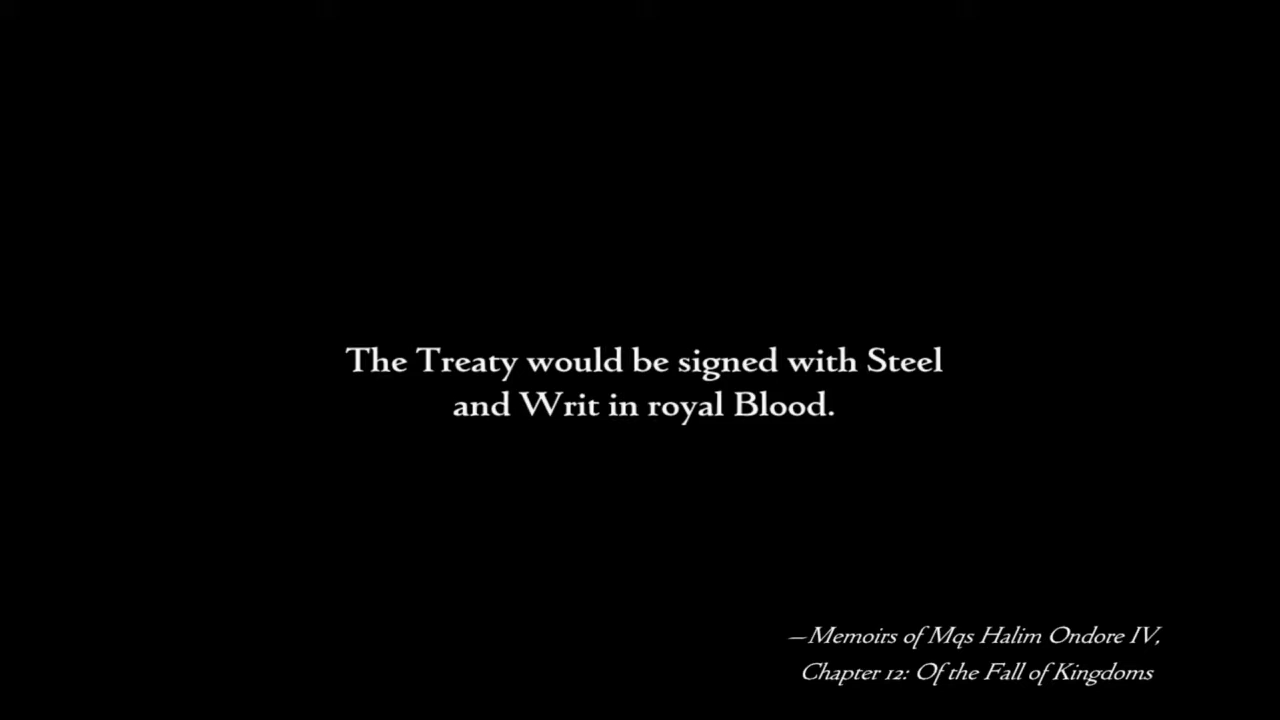 The Treaty would be signed with Steel
and Writ in royal Blood.
—Memoirs of Mqs Halim Ondore IV,
Chapter 12: Of the Fall of Kingdoms